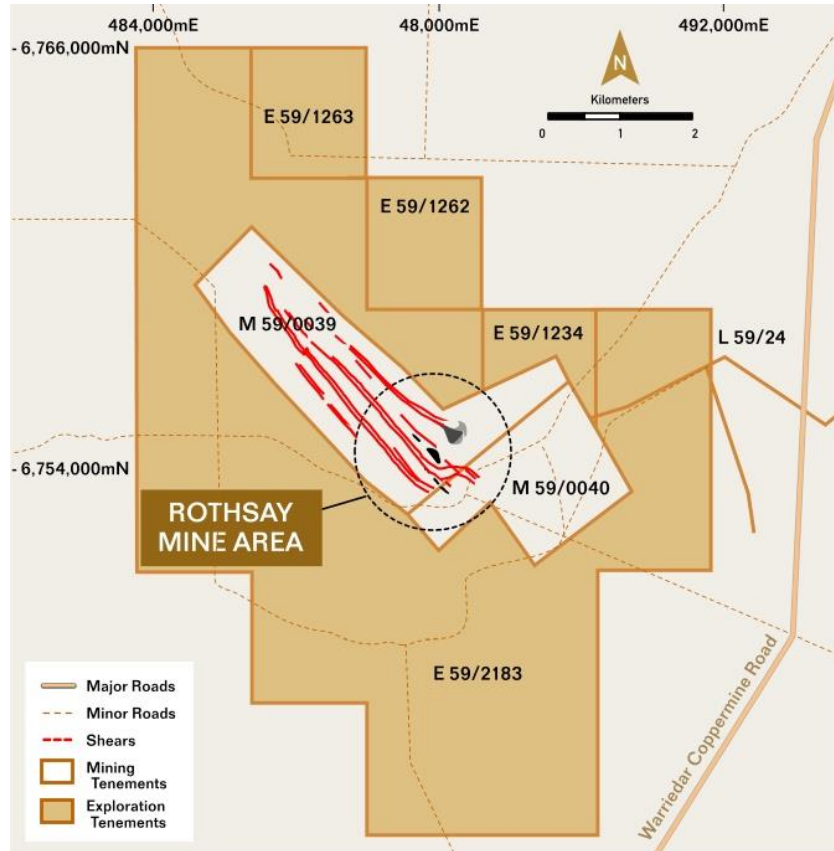 484,000mE
48,000mE
492,000mE
- 6,766,000mN
N
Kilometers
0 1 2
E 59/1263
E 59/1262
M 59/0039
E 59/1234
L 59/24
- 6,754,000mN
M 59/0040
ROTHSAY
MINE AREA
E 59/2183
Warriedar Coppermine Road
Major Roads
Minor Roads
Shears
Mining
Tenements
Exploration
Tenements